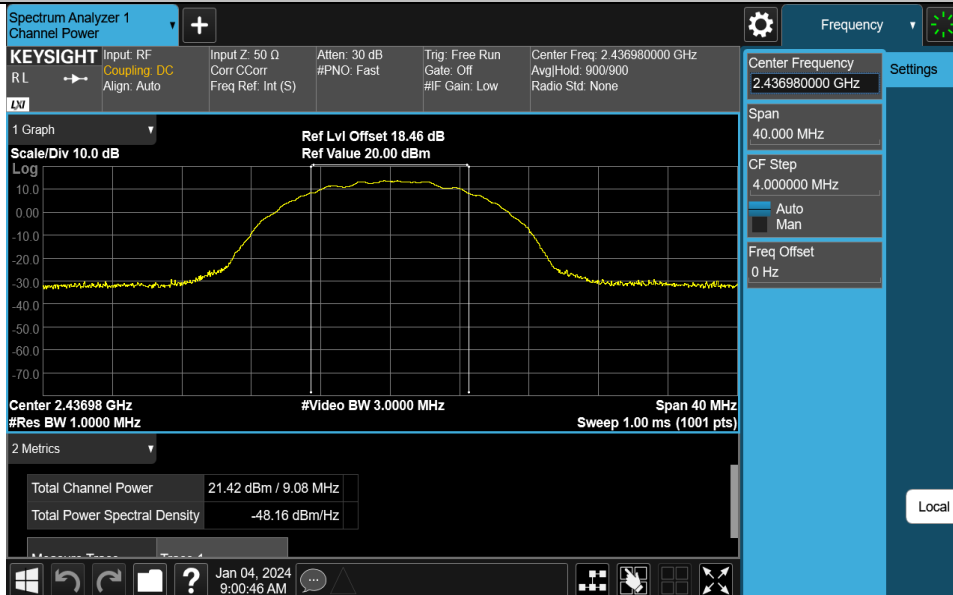 Spectrum Analyzer 1
Channel Power
+
Frequency
KEYSIGHT
RL
LXI
Input: RF
Coupling: DC
Align: Auto
Input Z: 50 Ω
Corr CCorr
Freq Ref: Int (S)
Atten: 30 dB
#PNO: Fast
Trig: Free Run
Gate: Off
#IF Gain: Low
Center Freq: 2.436980000 GHz
Avg|Hold: 900/900
Radio Std: None
Center Frequency
2.436980000 GHz
Settings
Span
40.000 MHz
CF Step
4.000000 MHz
Auto
Man
Freq Offset
0 Hz
1 Graph
Scale/Div 10.0 dB
Ref Lvl Offset 18.46 dB
Ref Value 20.00 dBm
Log
10.0
0.00
-10.0
-20.0
-30.0
-40.0
-50.0
-60.0
-70.0
Center 2.43698 GHz
#Video BW 3.0000 MHz
Span 40 MHz
#Res BW 1.0000 MHz
Sweep 1.00 ms (1001 pts)
2 Metrics
Total Channel Power
21.42 dBm / 9.08 MHz
Total Power Spectral Density
-48.16 dBm/Hz
Measure Trace
Trace 1
Local
?
Jan 04, 2024
9:00:46 AM